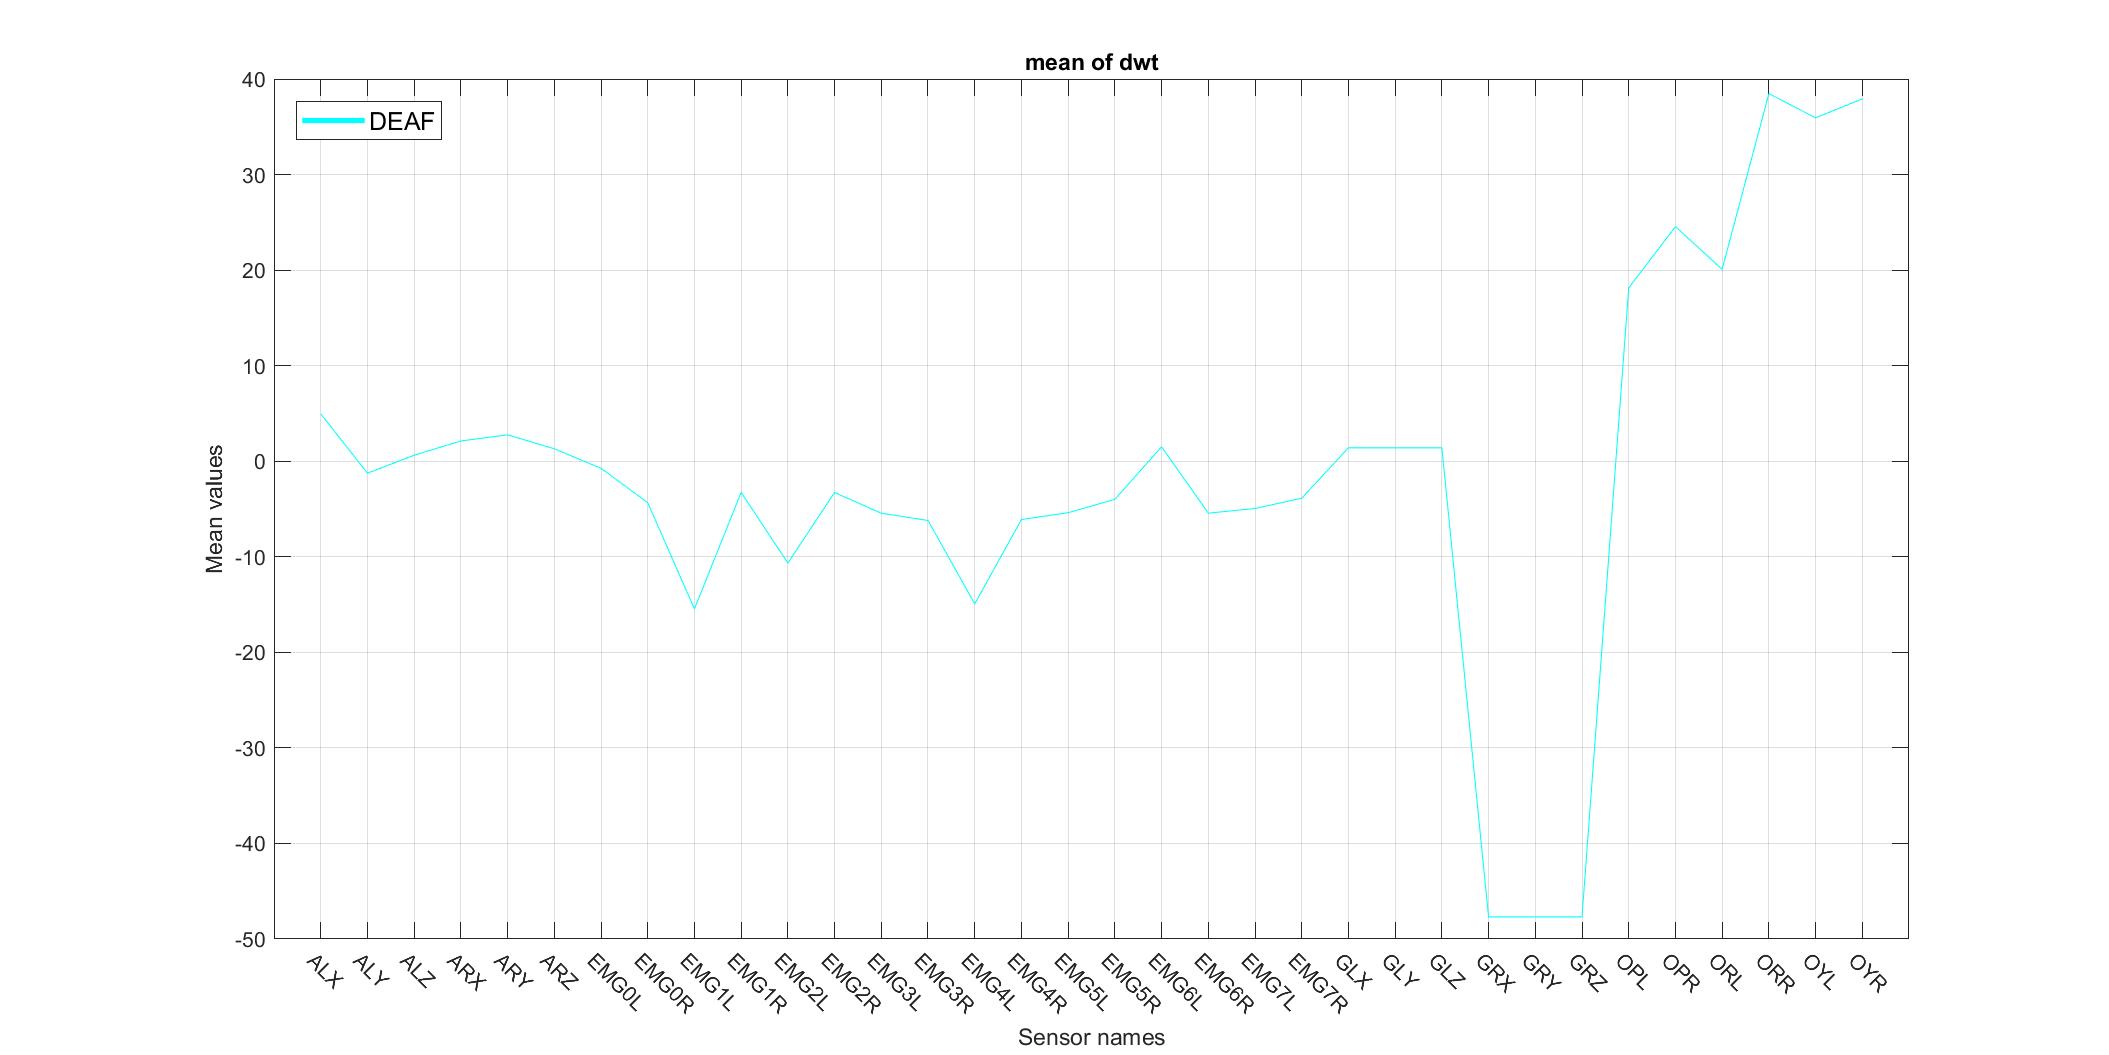 mean of dwt
DEAF
40
30
20
10
0
-10
-20
-30
-40
-50
Mean values
ALX
ALY
ALZ
ARX
ARY
ARZ
EMG0L
EMG0R
EMG1L
EMG1R
EMG2L
EMG2R
EMG3L
EMG3R
EMG4L
EMG4R
EMG5L
EMG5R
EMG6L
EMG6R
EMG7L
EMG7R
GLX
GLY
GLZ
GRX
GRY
GRZ
OPL
OPR
ORL
ORR
OYL
OYR
Sensor names